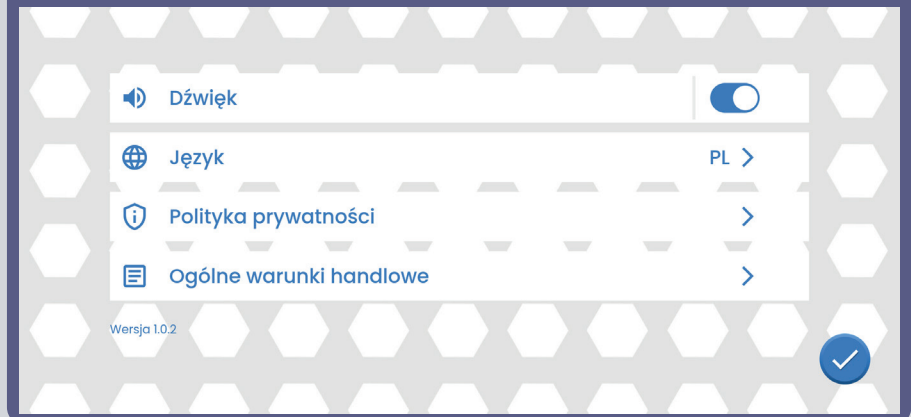 Dźwięk
Język PL
Polityka prywatności
Ogólne warunki handlowe
Wersja 1.0.2